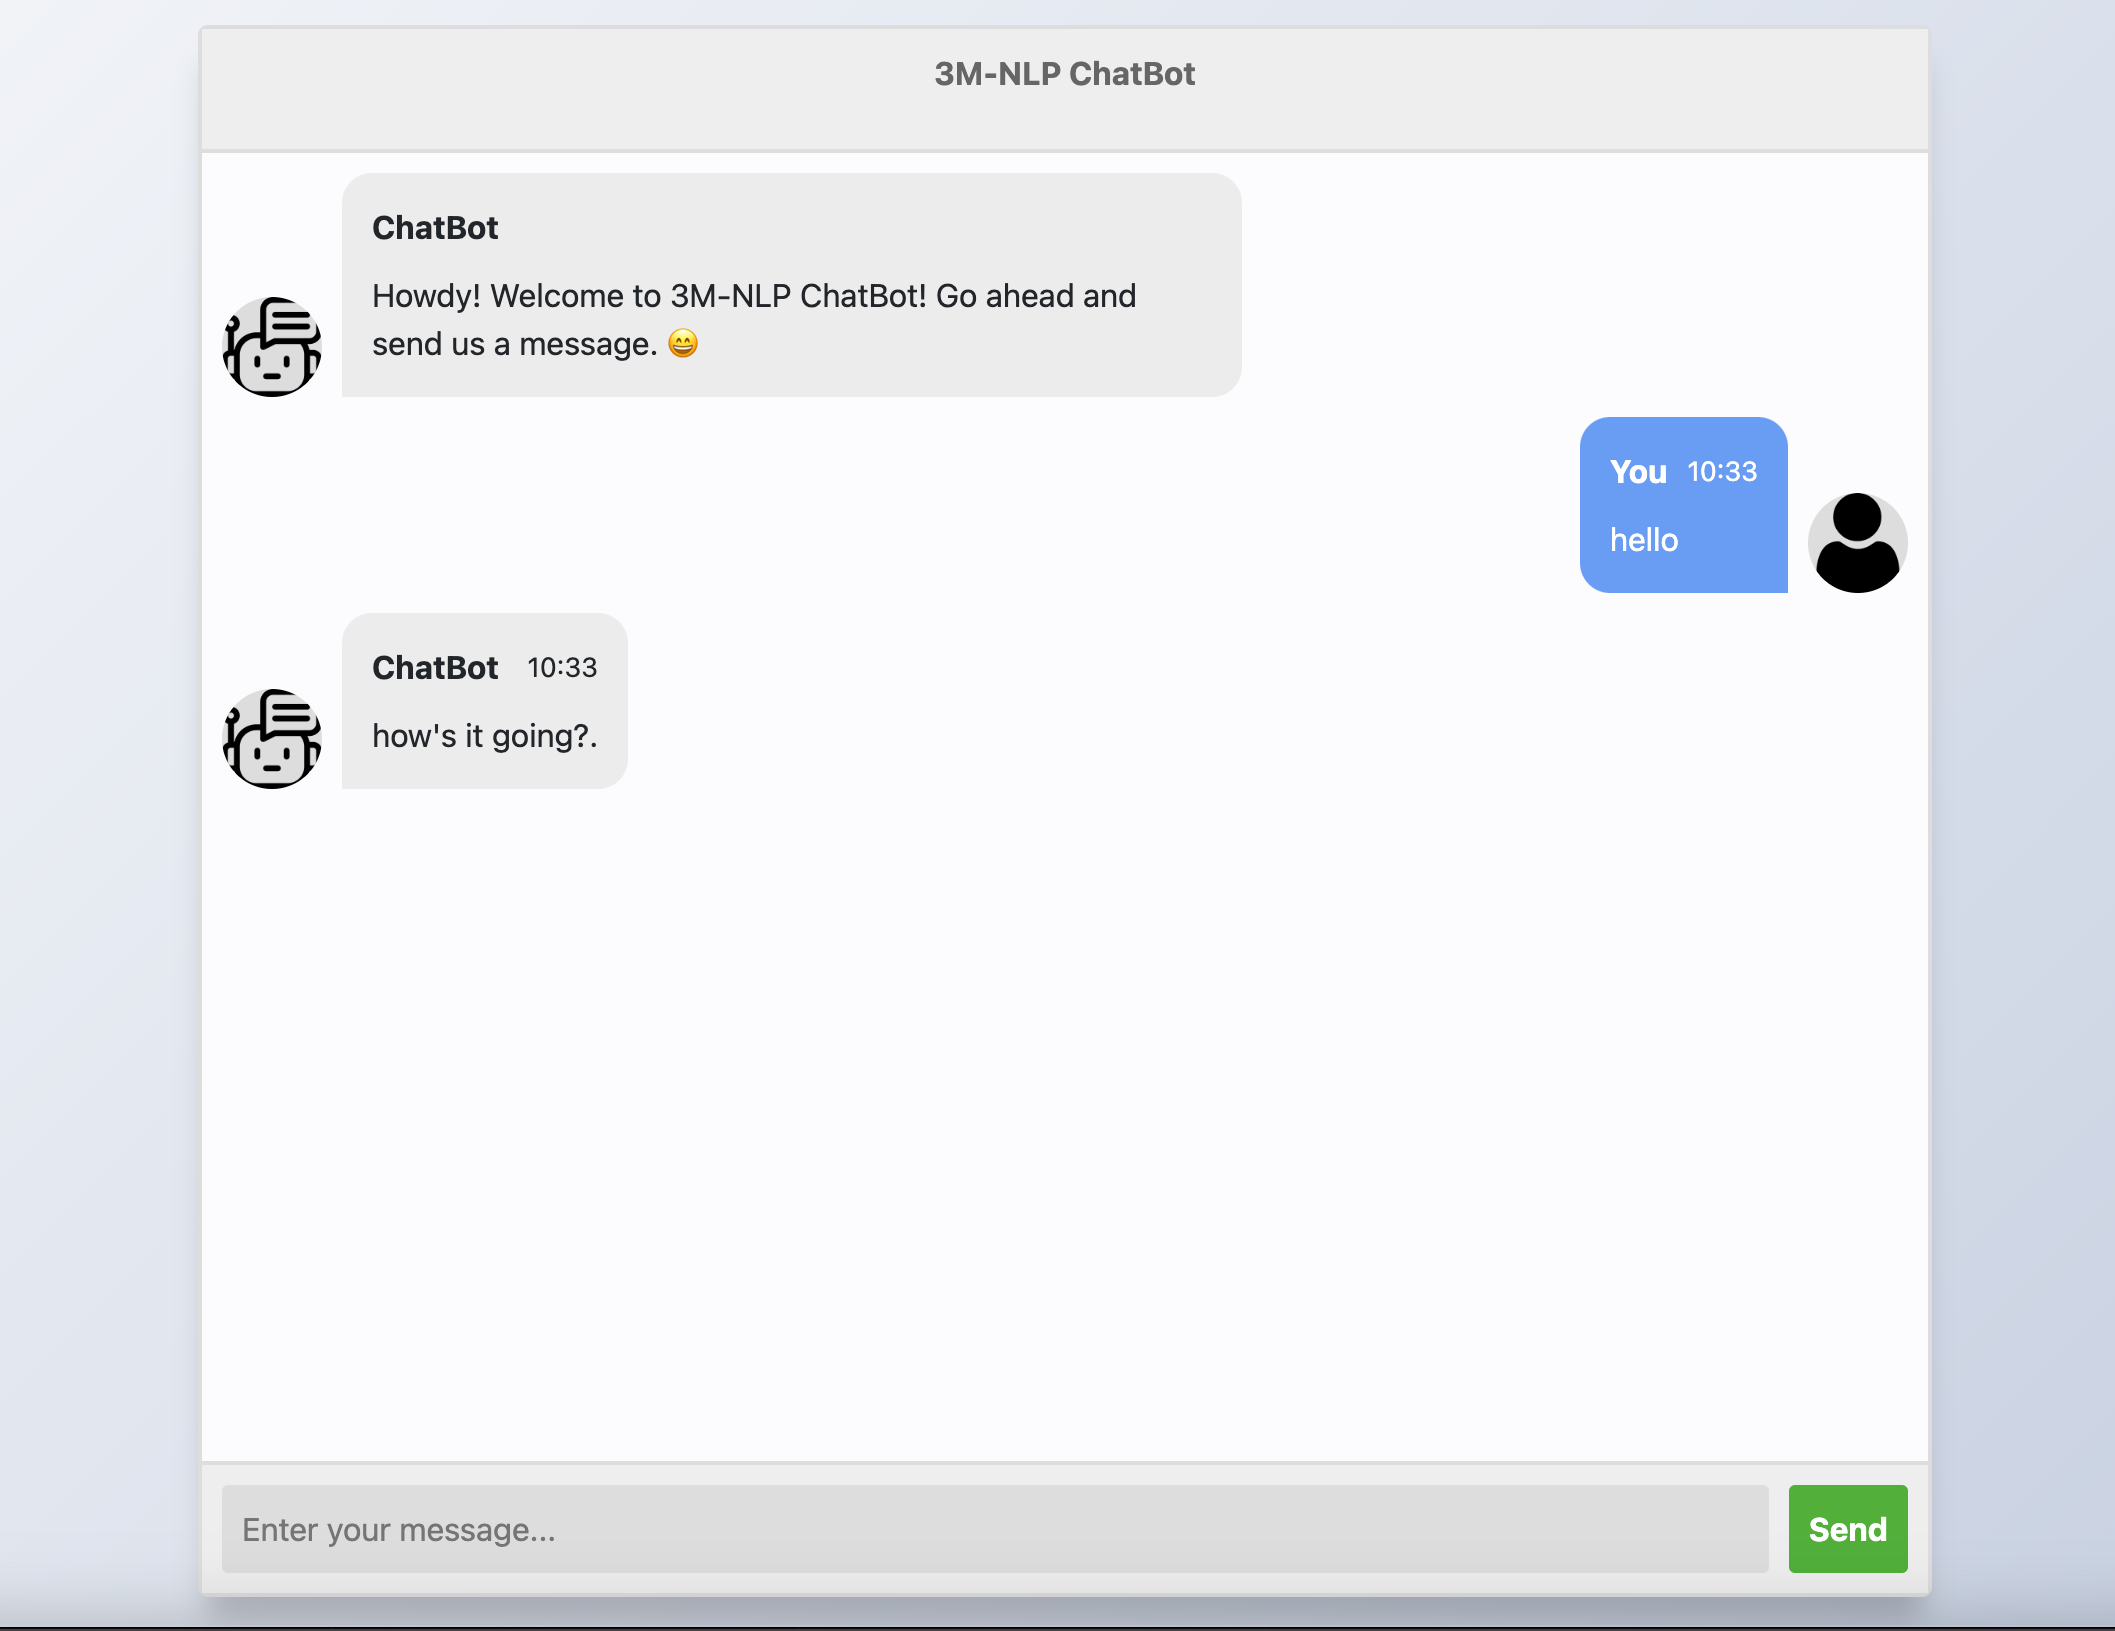 3M-NLP ChatBot
ChatBot
Howdy! Welcome to 3M-NLP ChatBot! Go ahead and
send us a message. 😄
You 10:33
hello
ChatBot 10:33
how's it going?.
Enter your message...
Send